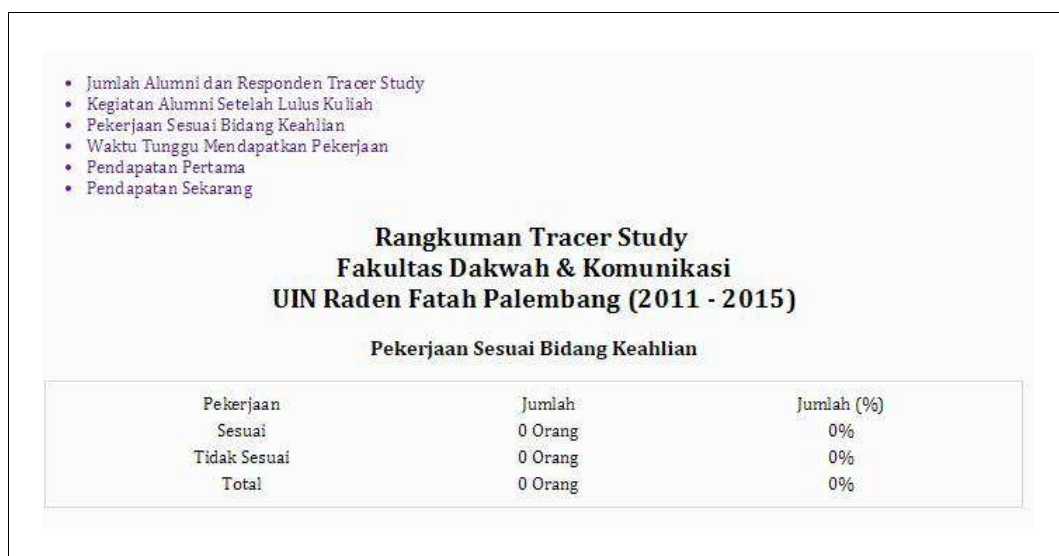 • Jumlah Alumni dan Responden Tracer Study
• Kegiatan Alumni Setelah Lulus Kuliah
• Pekerjaan Sesuai Bidang Keahlian
• Waktu Tunggu Mendapatkan Pekerjaan
• Pendapatan Pertama
• Pendapatan Sekarang
Rangkuman Tracer Study
Fakultas Dakwah & Komunikasi
UIN Raden Fatah Palembang (2011 - 2015)
Pekerjaan Sesuai Bidang Keahlian
Pekerjaan Jumlah Jumlah (%)
Sesuai 0 Orang 0%
Tidak Sesuai 0 Orang 0%
Total 0 Orang 0%